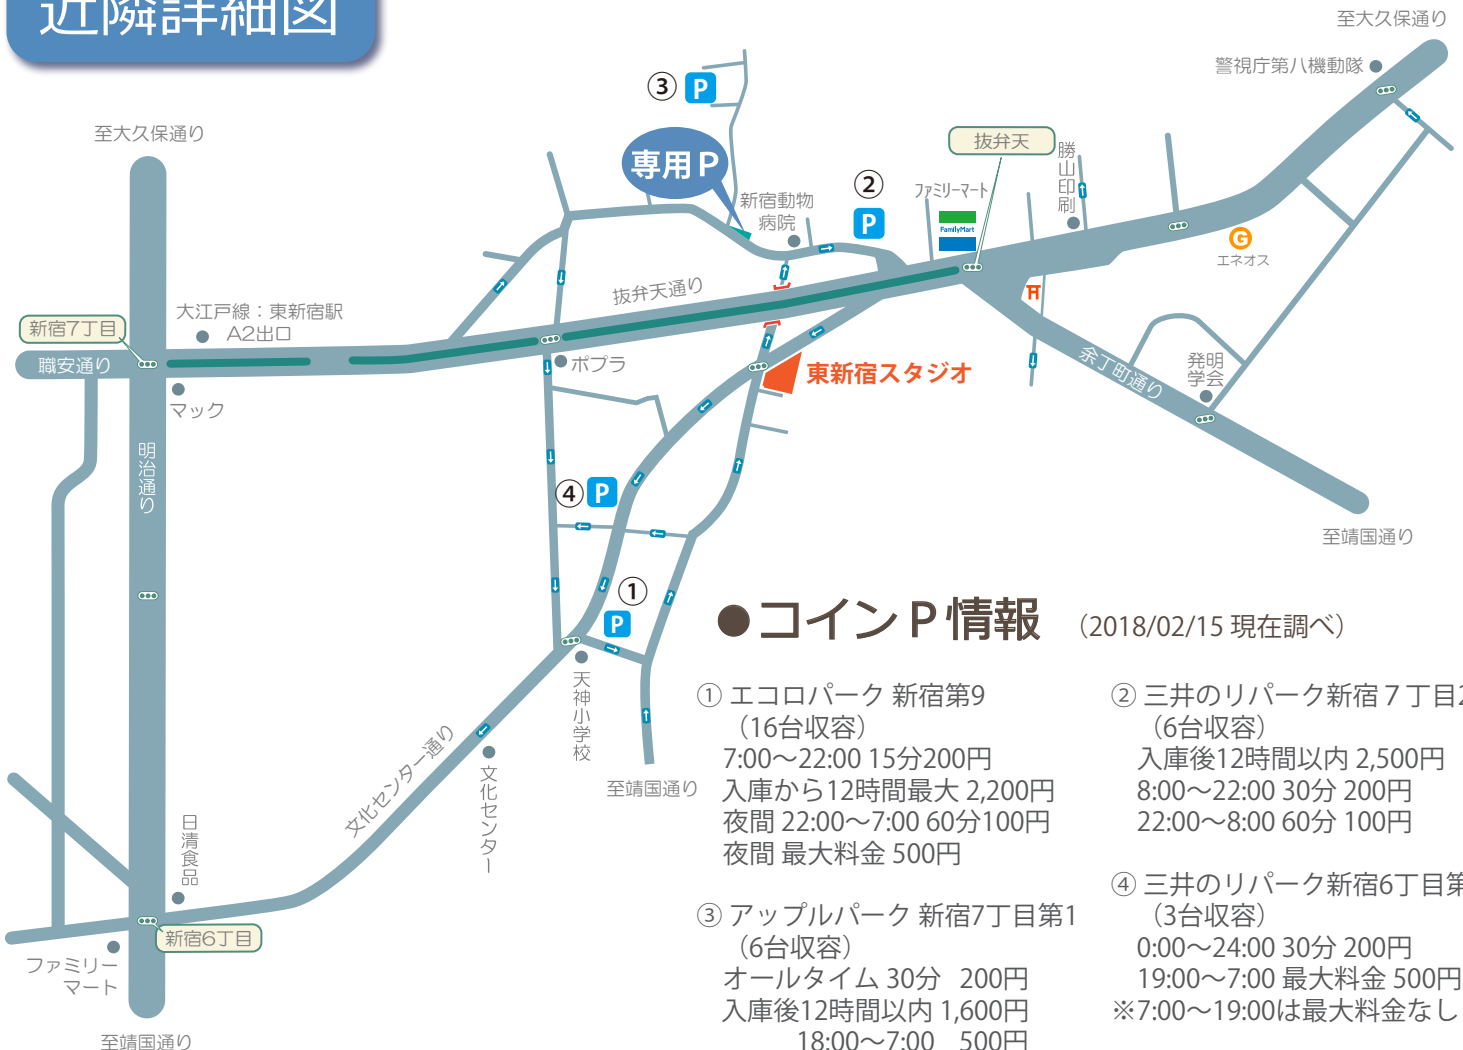 近隣詳細図
至大久保通り
警視庁第八機動隊
③ P
至大久保通り
抜弁天
勝山印刷
専用P
②
P
ファミリーマート
FamilyMart
新宿動物
病院
G
エネオス
抜弁天通り
大江戸線:東新宿駅
A2出口
新宿7丁目
職安通り
ポプラ
マック
東新宿スタジオ
余丁町通り
発明
学会
明治通り
④ P
至靖国通り
①
P
天神小学校
文化センター通り
文化センター
至靖国通り
日清食品
新宿6丁目
ファミリー
マート
至靖国通り
●コインP情報 (2018/02/15 現在調べ)
① エコロパーク 新宿第9
(16台収容)
7:00～22:00 15分200円
入庫から12時間最大 2,200円
夜間 22:00～7:00 60分100円
夜間 最大料金 500円
② 三井のリパーク新宿７丁目
(6台収容)
入庫後12時間以内 2,500円
8:00～22:00 30分 200円
22:00～8:00 60分 100円
③ アップルパーク 新宿7丁目第1
(6台収容)
オールタイム 30分 200円
入庫後12時間以内 1,600円
18:00～7:00 500円
④ 三井のリパーク新宿6丁目第
(3台収容)
0:00～24:00 30分 200円
19:00～7:00 最大料金 500円
※7:00～19:00は最大料金なし